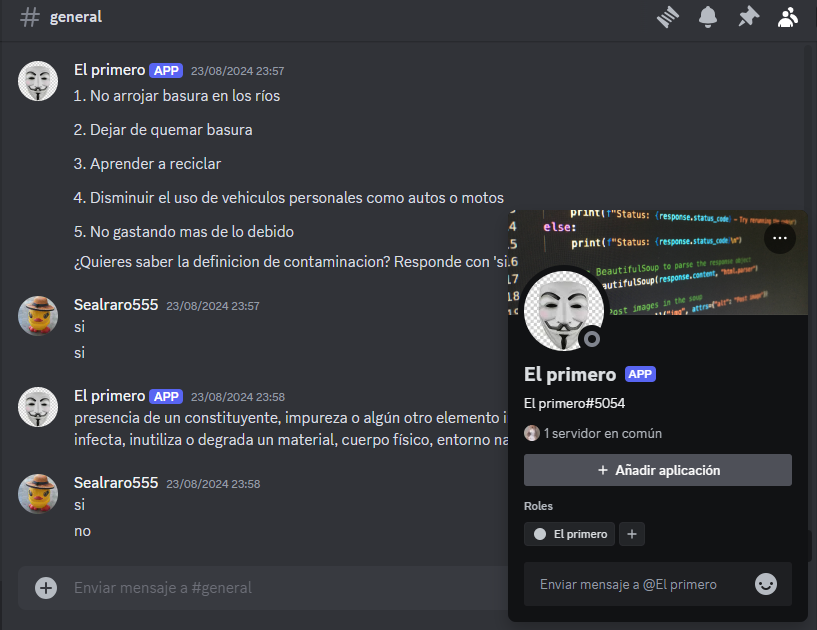 general
El primero APP 23/08/2024 23:57
1. No arrojar basura en los ríos
2. Dejar de quemar basura
3. Aprender a reciclar
4. Disminuir el uso de vehiculos personales como autos o motos
5. No gastando mas de lo debido
¿Quieres saber la definicion de contaminacion? Responde con 'si.
Sealraro555 23/08/2024 23:57
si
si
El primero APP 23/08/2024 23:58
presencia de un constituyente, impureza o algún otro elemento i
infecta, inutiliza o degrada un material, cuerpo físico, entorno na
Sealraro555 23/08/2024 23:58
si
no
Enviar mensaje a #general
print(f"Status: {response.status_code} – Try renaming the
else:
print(f"Status: {response.status_code}\n")
BeautifulSoup to parse the response object
autifulSoup(response.content, "html.parser")
Post images in the soup
El primero APP
El primero#5054
1 servidor en común
+ Añadir aplicación
Roles
El primero +
Enviar mensaje a @El primero